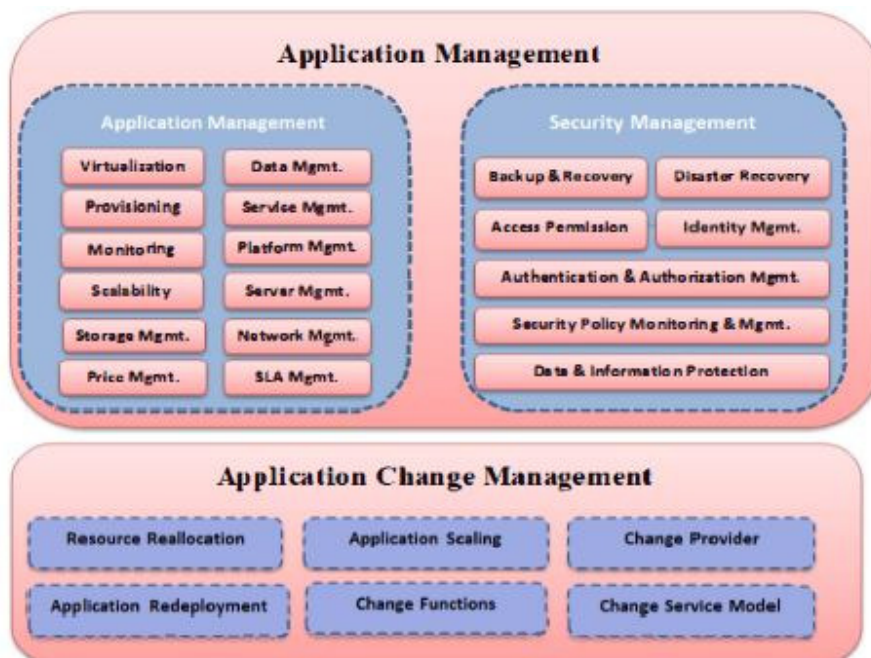 Application Management
Application Management
Virtualization
Data Mgmt.
Provisioning
Service Mgmt.
Monitoring
Platform Mgmt.
Scalability
Server Mgmt.
Storage Mgmt.
Network Mgmt.
Price Mgmt.
SLA Mgmt.
Security Management
Backup & Recovery
Disaster Recovery
Access Permission
Identity Mgmt.
Authentication & Authorization Mgmt.
Security Policy Monitoring & Mgmt.
Data & Information Protection
Application Change Management
Resource Reallocation
Application Scaling
Change Provider
Application Redeployment
Change Functions
Change Service Model